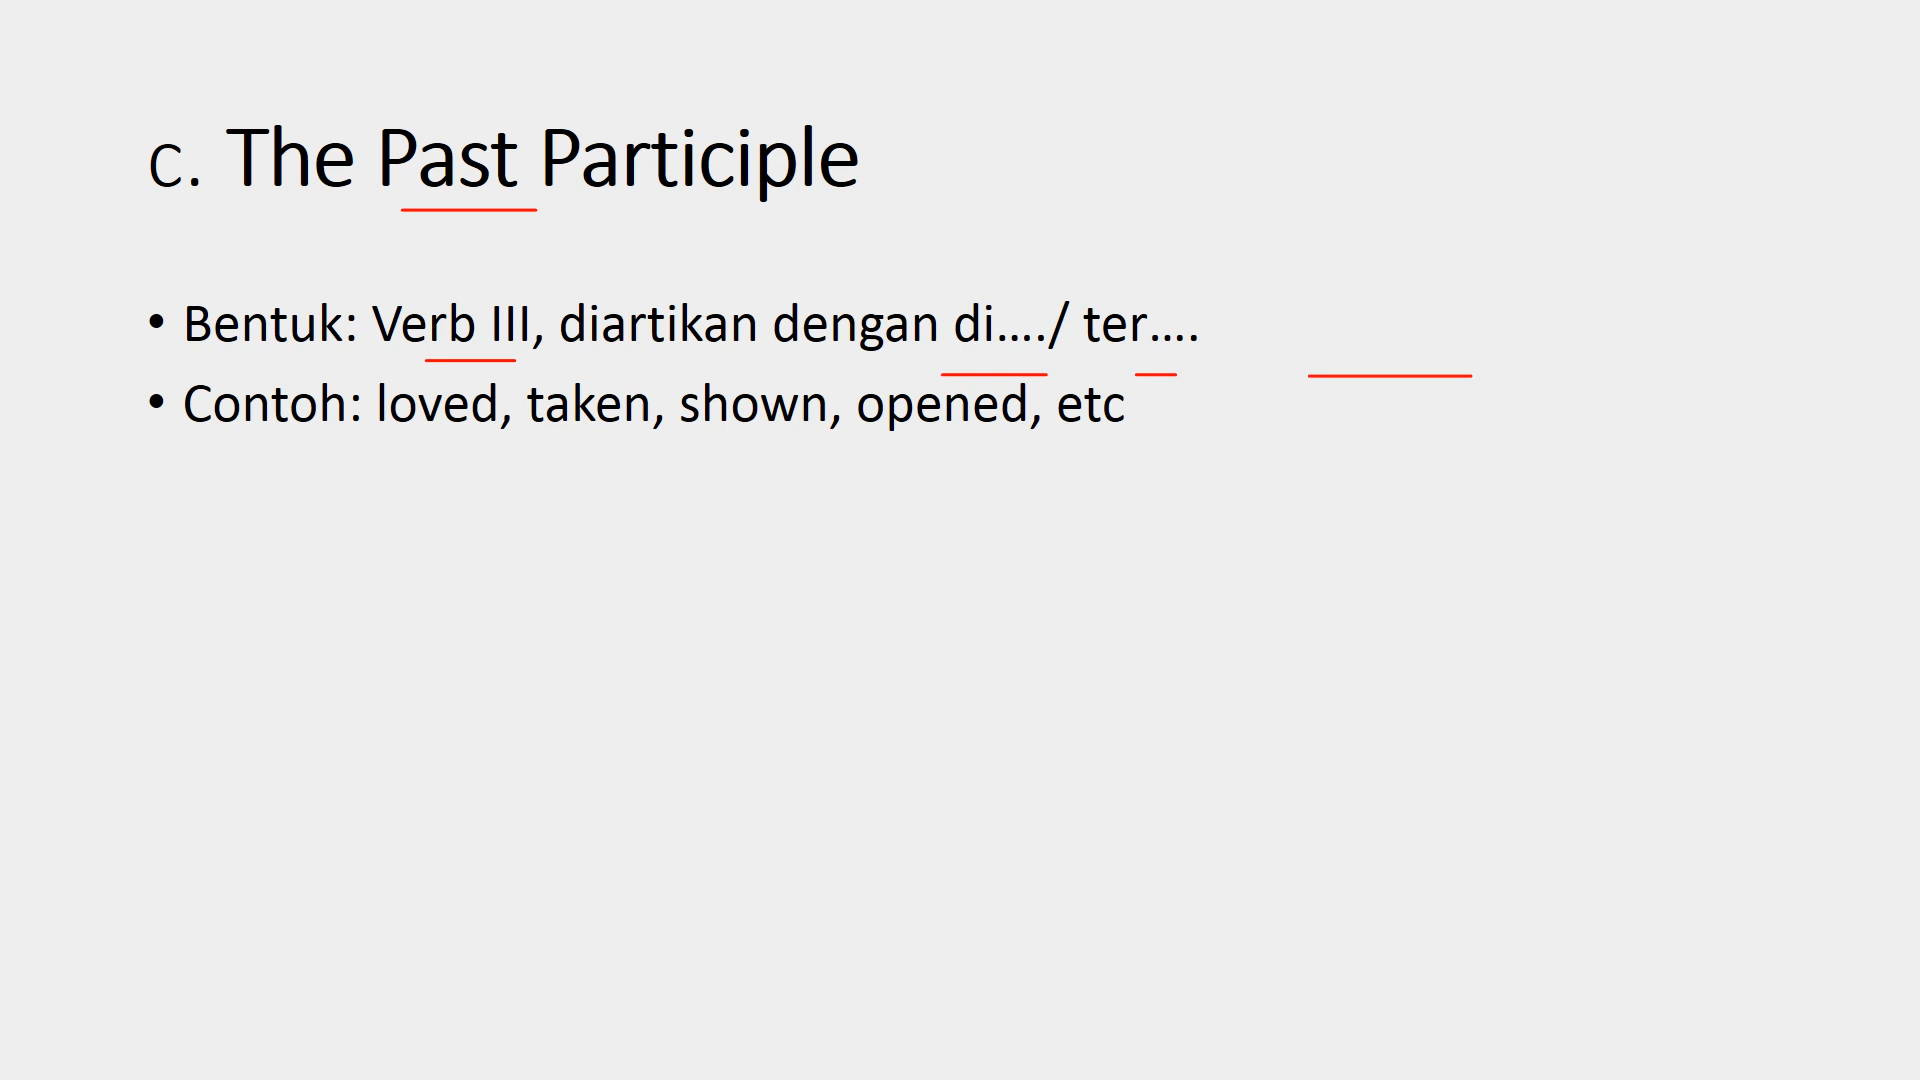 C. The Past Participle
• Bentuk: Verb III, diartikan dengan di..../ ter....
• Contoh: loved, taken, shown, opened, etc